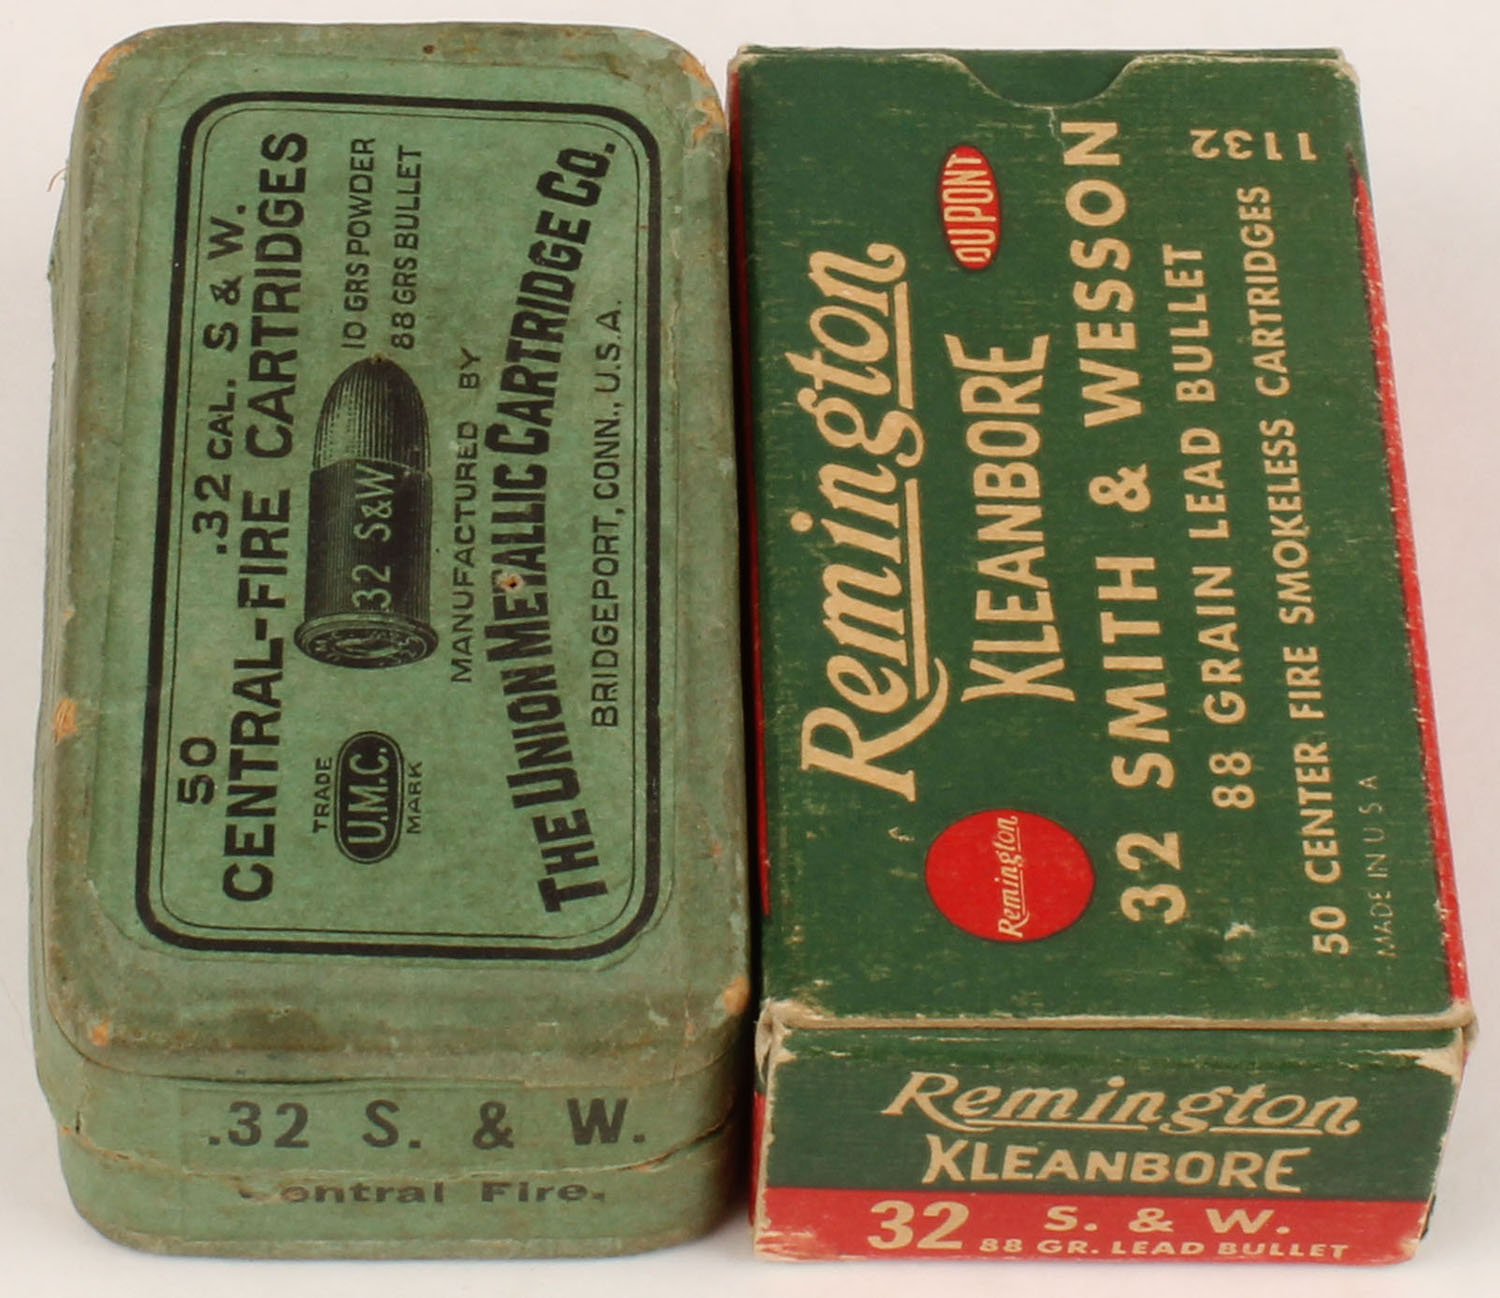 50
.32 CAL. S & W.
CENTRAL-FIRE CARTRIDGES
10 GRS POWDER
88 GRS BULLET
32 S&W
TRADE
U.M.C.
MARK
MANUFACTURED BY
THE UNION METALLIC CARTRIDGE CO.
BRIDGEPORT, CONN., U.S.A.
.32 S. & W.
Central Fire.
Remington
DUPONT
KLEANBORE
Remington
32 SMITH & WESSON
88 GRAIN LEAD BULLET
1132
50 CENTER FIRE SMOKELESS CARTRIDGES
MADE IN U S A
Remington
KLEANBORE
32 S. & W.
88 GR. LEAD BULLET